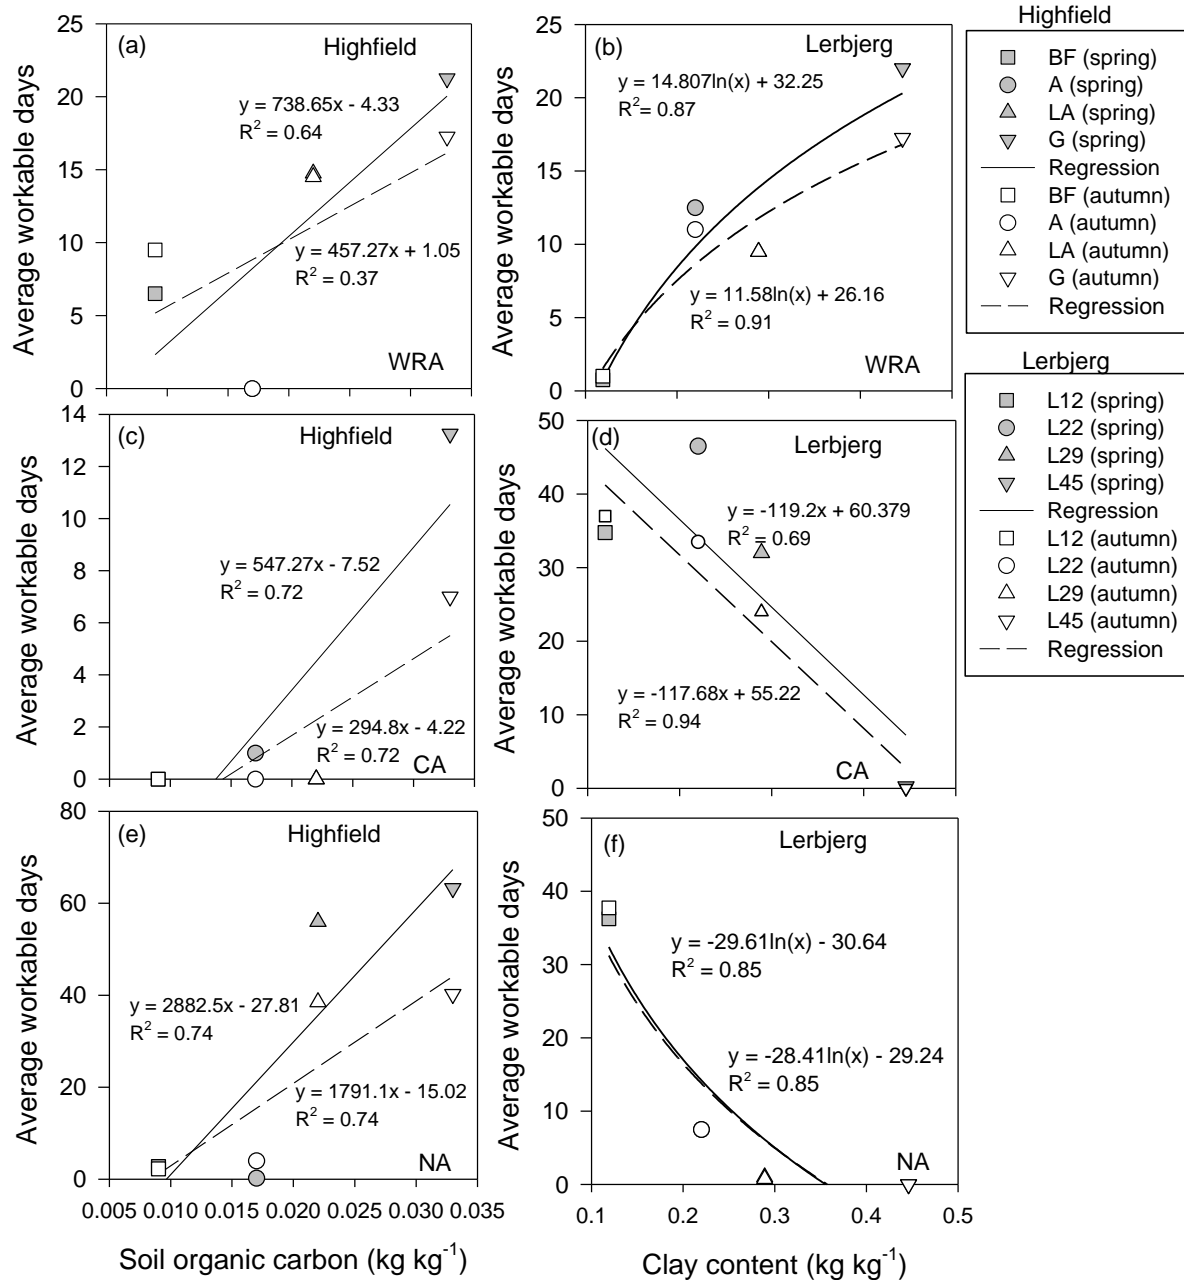 (a)
Highfield
y = 738.65x - 4.33
R² = 0.64
y = 457.27x + 1.05
R² = 0.37
WRA
25
20
15
10
5
0
Average workable days
(b)
Lerbjerg
y = 14.807ln(x) + 32.25
R² = 0.87
y = 11.58ln(x) + 26.16
R² = 0.91
WRA
25
20
15
10
5
0
Average workable days
Highfield
BF (spring)
A (spring)
LA (spring)
G (spring)
Regression
BF (autumn)
A (autumn)
LA (autumn)
G (autumn)
Regression
Lerbjerg
L12 (spring)
L22 (spring)
L29 (spring)
L45 (spring)
Regression
L12 (autumn)
L22 (autumn)
L29 (autumn)
L45 (autumn)
Regression
(c)
Highfield
y = 547.27x - 7.52
R² = 0.72
y = 294.8x - 4.22
R² = 0.72
CA
14
12
10
8
6
4
2
0
Average workable days
(d)
Lerbjerg
y = -119.2x + 60.379
R² = 0.69
y = -117.68x + 55.22
R² = 0.94
CA
50
40
30
20
10
0
Average workable days
(e)
Highfield
y = 2882.5x - 27.81
R² = 0.74
y = 1791.1x - 15.02
R² = 0.74
NA
80
60
40
20
0
Average workable days
0.005 0.010 0.015 0.020 0.025 0.030 0.035
Soil organic carbon (kg kg⁻¹)
(f)
Lerbjerg
y = -29.61ln(x) - 30.64
R² = 0.85
y = -28.41ln(x) - 29.24
R² = 0.85
NA
50
40
30
20
10
0
Average workable days
0.1 0.2 0.3 0.4 0.5
Clay content (kg kg⁻¹)